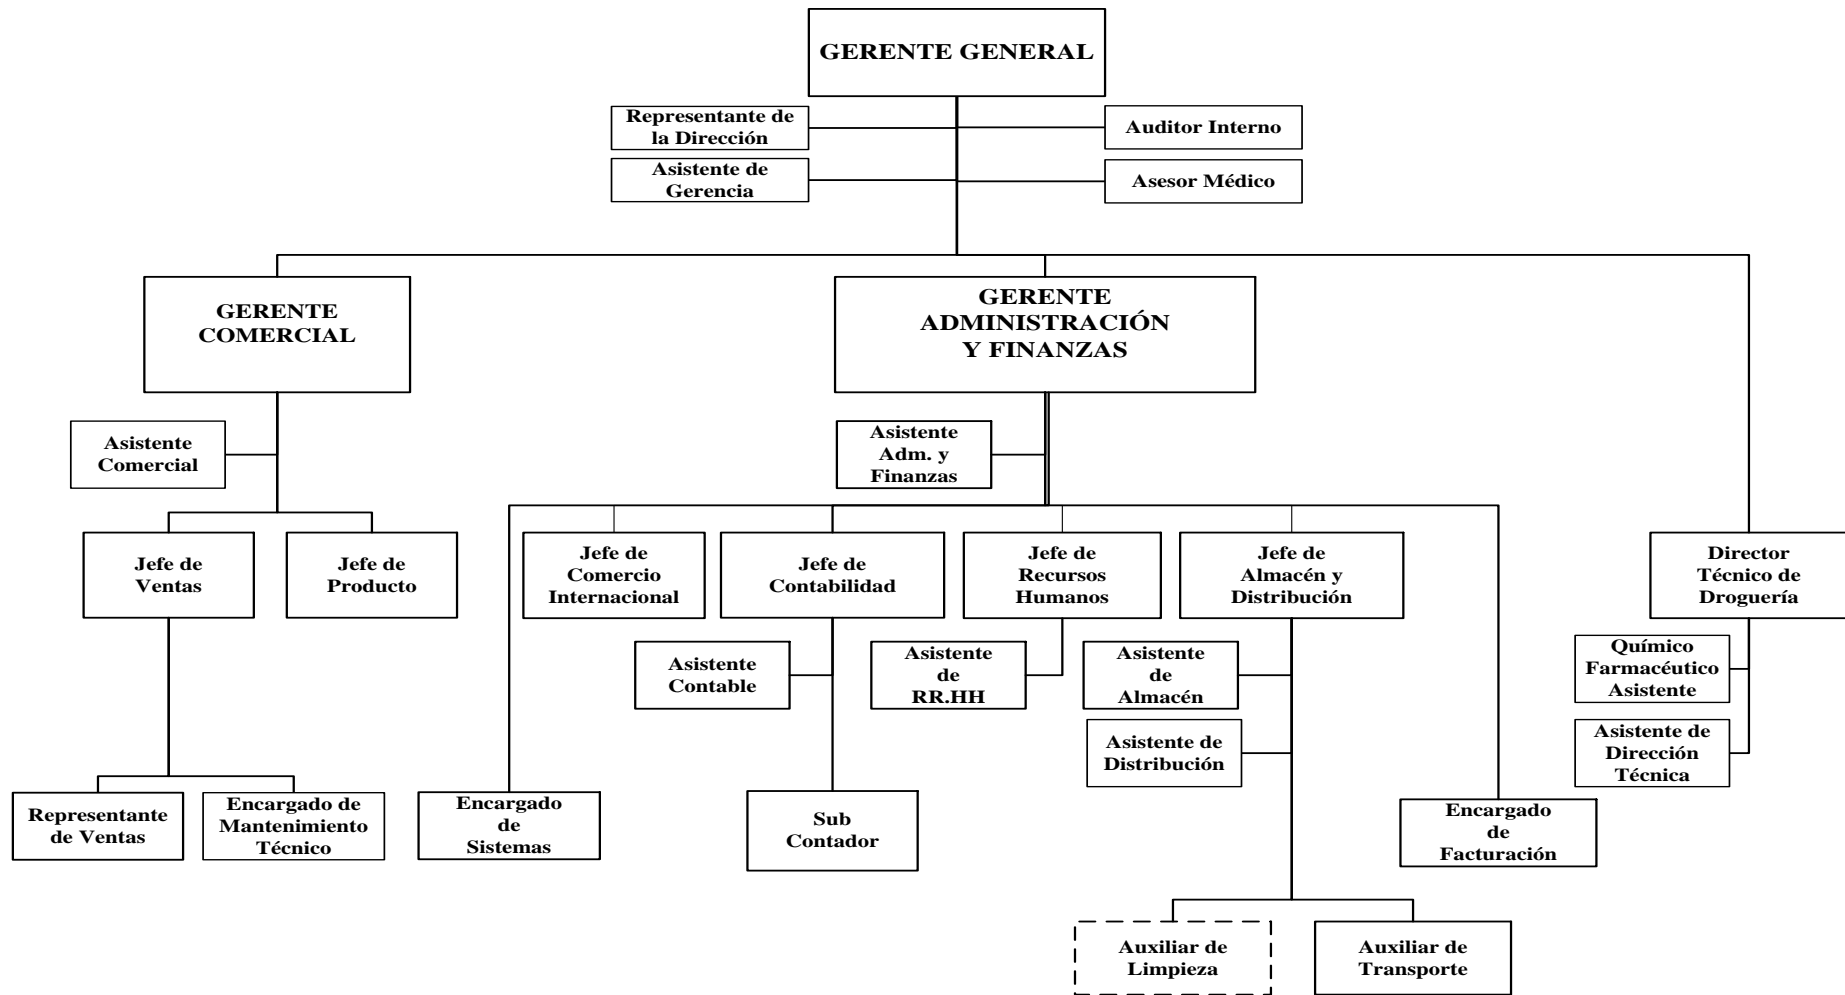 GERENTE GENERAL
Representante de
la Dirección
Auditor Interno
Asistente de
Gerencia
Asesor Médico
GERENTE
COMERCIAL
GERENTE
ADMINISTRACIÓN
Y FINANZAS
Asistente
Comercial
Asistente
Adm. y
Finanzas
Jefe de
Ventas
Jefe de
Producto
Jefe de
Comercio
Internacional
Jefe de
Contabilidad
Jefe de
Recursos
Humanos
Jefe de
Almacén y
Distribución
Director
Técnico de
Droguería
Asistente
Contable
Asistente
de
RR.HH
Asistente
de
Almacén
Químico
Farmacéutico
Asistente
Asistente de
Distribución
Asistente de
Dirección
Técnica
Representante
de Ventas
Encargado de
Mantenimiento
Técnico
Encargado
de
Sistemas
Sub
Contador
Encargado
de
Facturación
Auxiliar de
Limpieza
Auxiliar de
Transporte